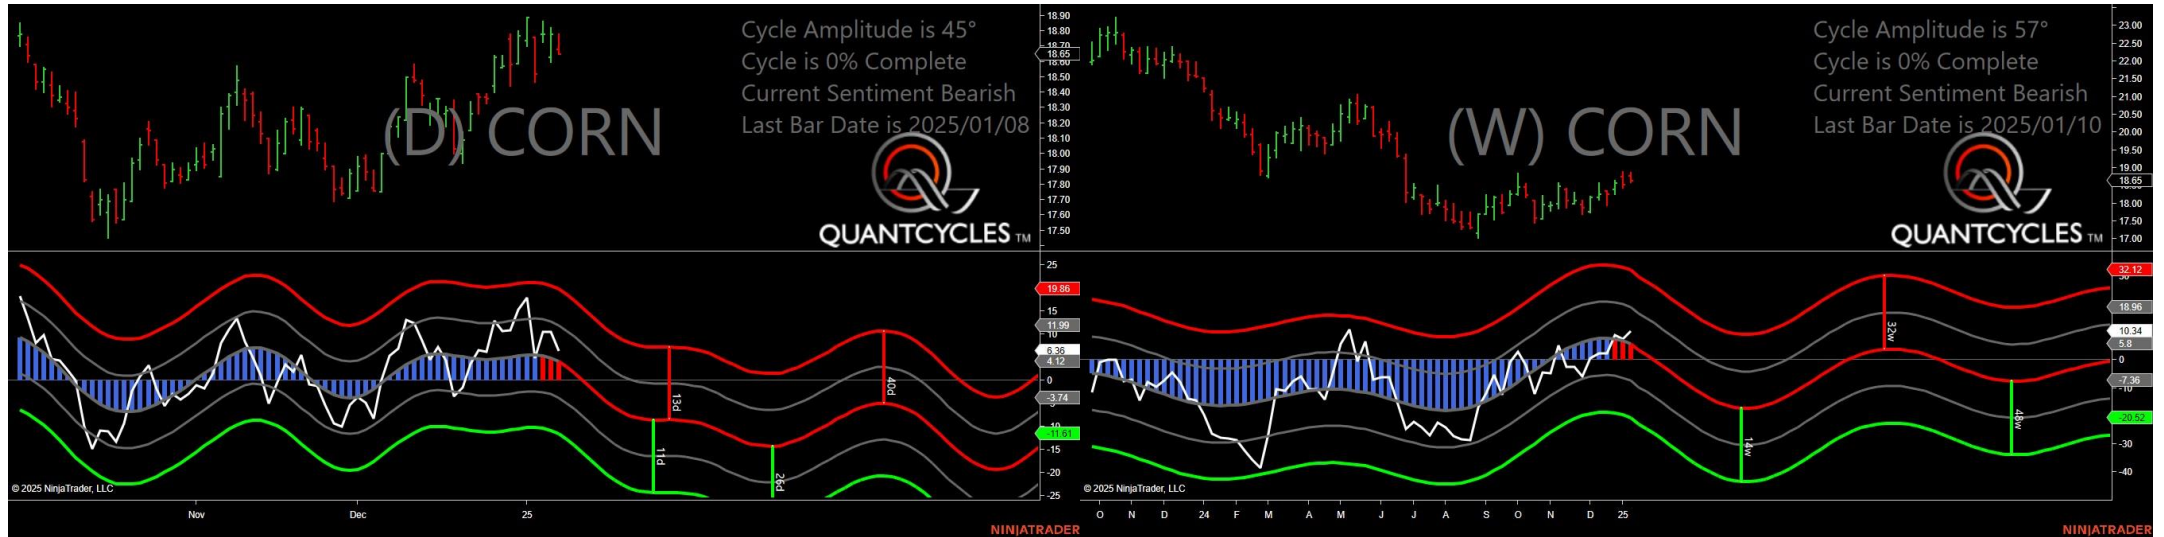 Cycle Amplitude is 45°
Cycle is 0% Complete
Current Sentiment Bearish
Last Bar Date is 2025/01/08
(D) CORN
QUANTCYCLES TM
18.90
18.80
18.70
18.65
18.60
18.50
18.40
18.30
18.20
18.10
18.00
17.90
17.80
17.70
17.60
17.50
25
19.86
15
11.99
10
6.36
4.12
0
-3.74
-11.61
-15
-20
-25
13d
40d
11d
26d
© 2025 NinjaTrader, LLC
Nov
Dec
25
NINJATRADER
Cycle Amplitude is 57°
Cycle is 0% Complete
Current Sentiment Bearish
Last Bar Date is 2025/01/10
(W) CORN
QUANTCYCLES TM
23.00
22.50
22.00
21.50
21.00
20.50
20.00
19.50
19.00
18.65
18.00
17.50
17.00
32.12
18.96
10.34
5.8
0
-7.36
-10
-20.52
-30
-40
32w
14w
48w
© 2025 NinjaTrader, LLC
O N D 24 F M A M J J A S O N D 25
NINJATRADER